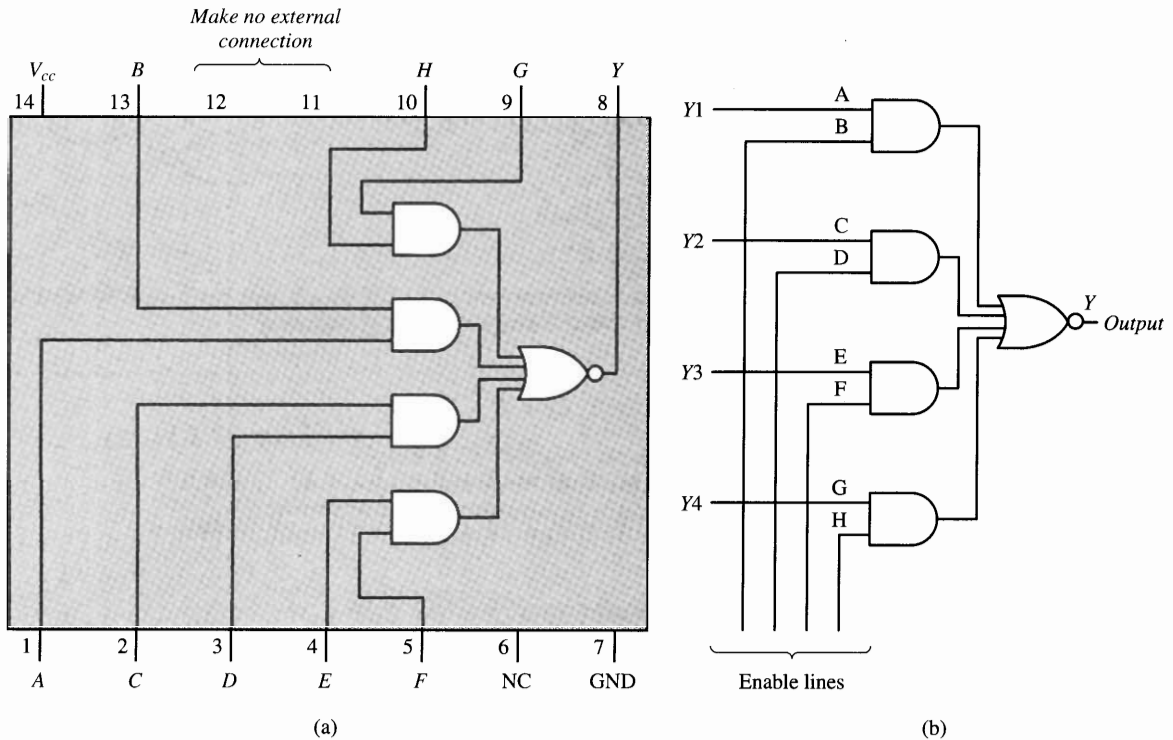 Make no external
connection
V_cc B H G Y
14 13 12 11 10 9 8
1 2 3 4 5 6 7
A C D E F NC GND
(a)
Y1 A
B
Y2 C
D
Y
Output
Y3 E
F
Y4 G
H
Enable lines
(b)